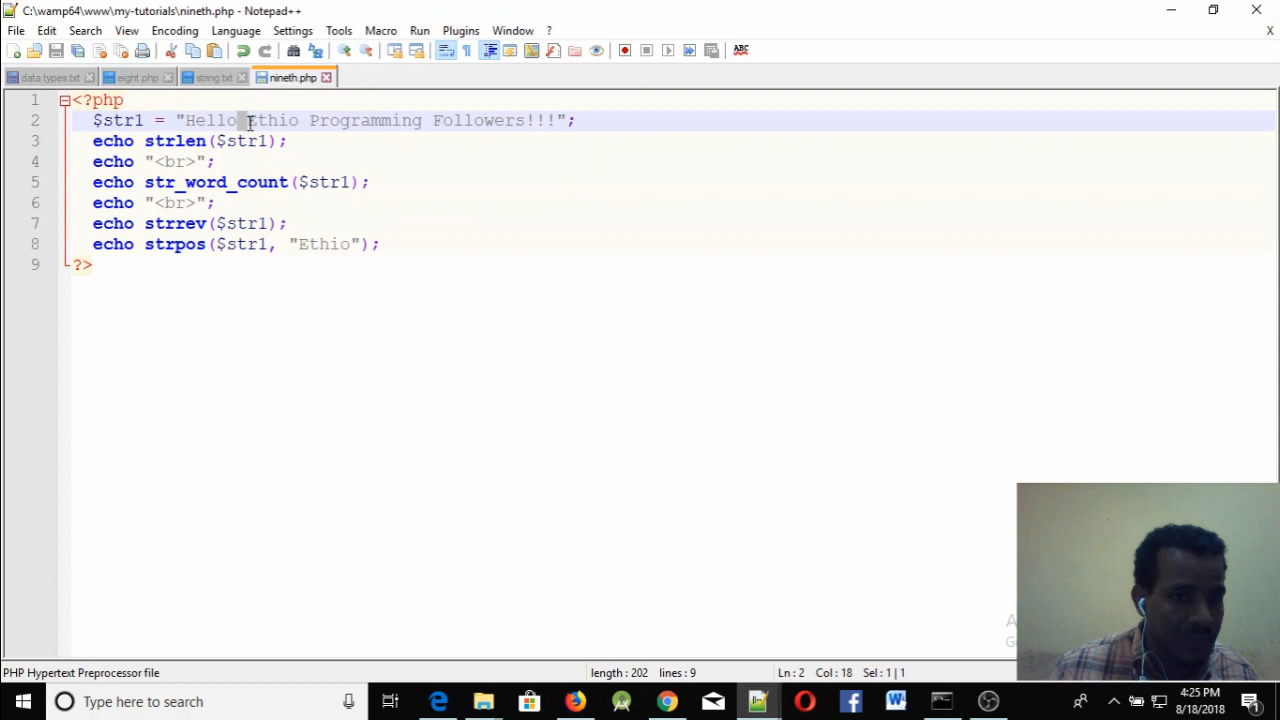 C:\wamp64\www\my-tutorials\nineth.php - Notepad++
File Edit Search View Encoding Language Settings Tools Macro Run Plugins Window ? X
ABC
data types.txt eight.php string.txt nineth.php
1 <?php
2 $str1 = "Hello Ethio Programming Followers!!!";
3 echo strlen($str1);
4 echo "<br>";
5 echo str_word_count($str1);
6 echo "<br>";
7 echo strrev($str1);
8 echo strpos($str1, "Ethio");
9 ?>
PHP Hypertext Preprocessor file length : 202 lines : 9 Ln : 2 Col : 18 Sel : 1 | 1
Type here to search 4:25 PM
8/18/2018